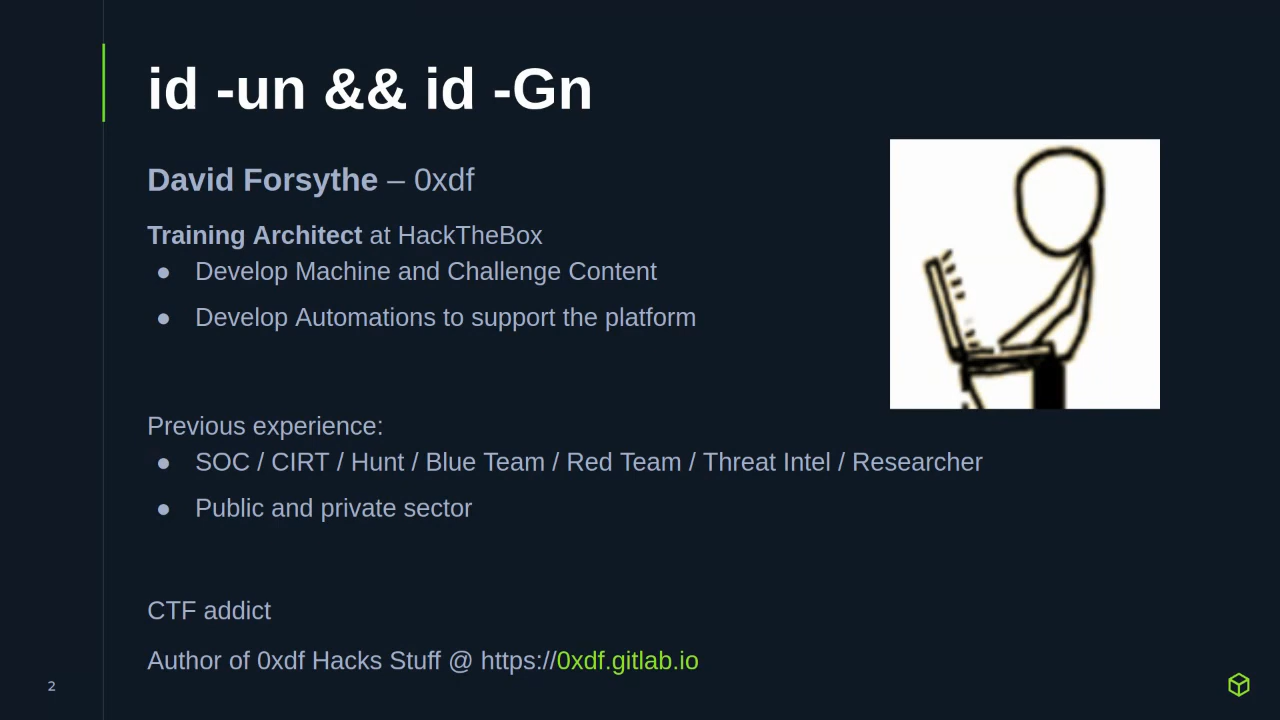 id -un && id -Gn
David Forsythe – 0xdf
Training Architect at HackTheBox
● Develop Machine and Challenge Content
● Develop Automations to support the platform
Previous experience:
● SOC / CIRT / Hunt / Blue Team / Red Team / Threat Intel / Researcher
● Public and private sector
CTF addict
Author of 0xdf Hacks Stuff @ https://0xdf.gitlab.io
2